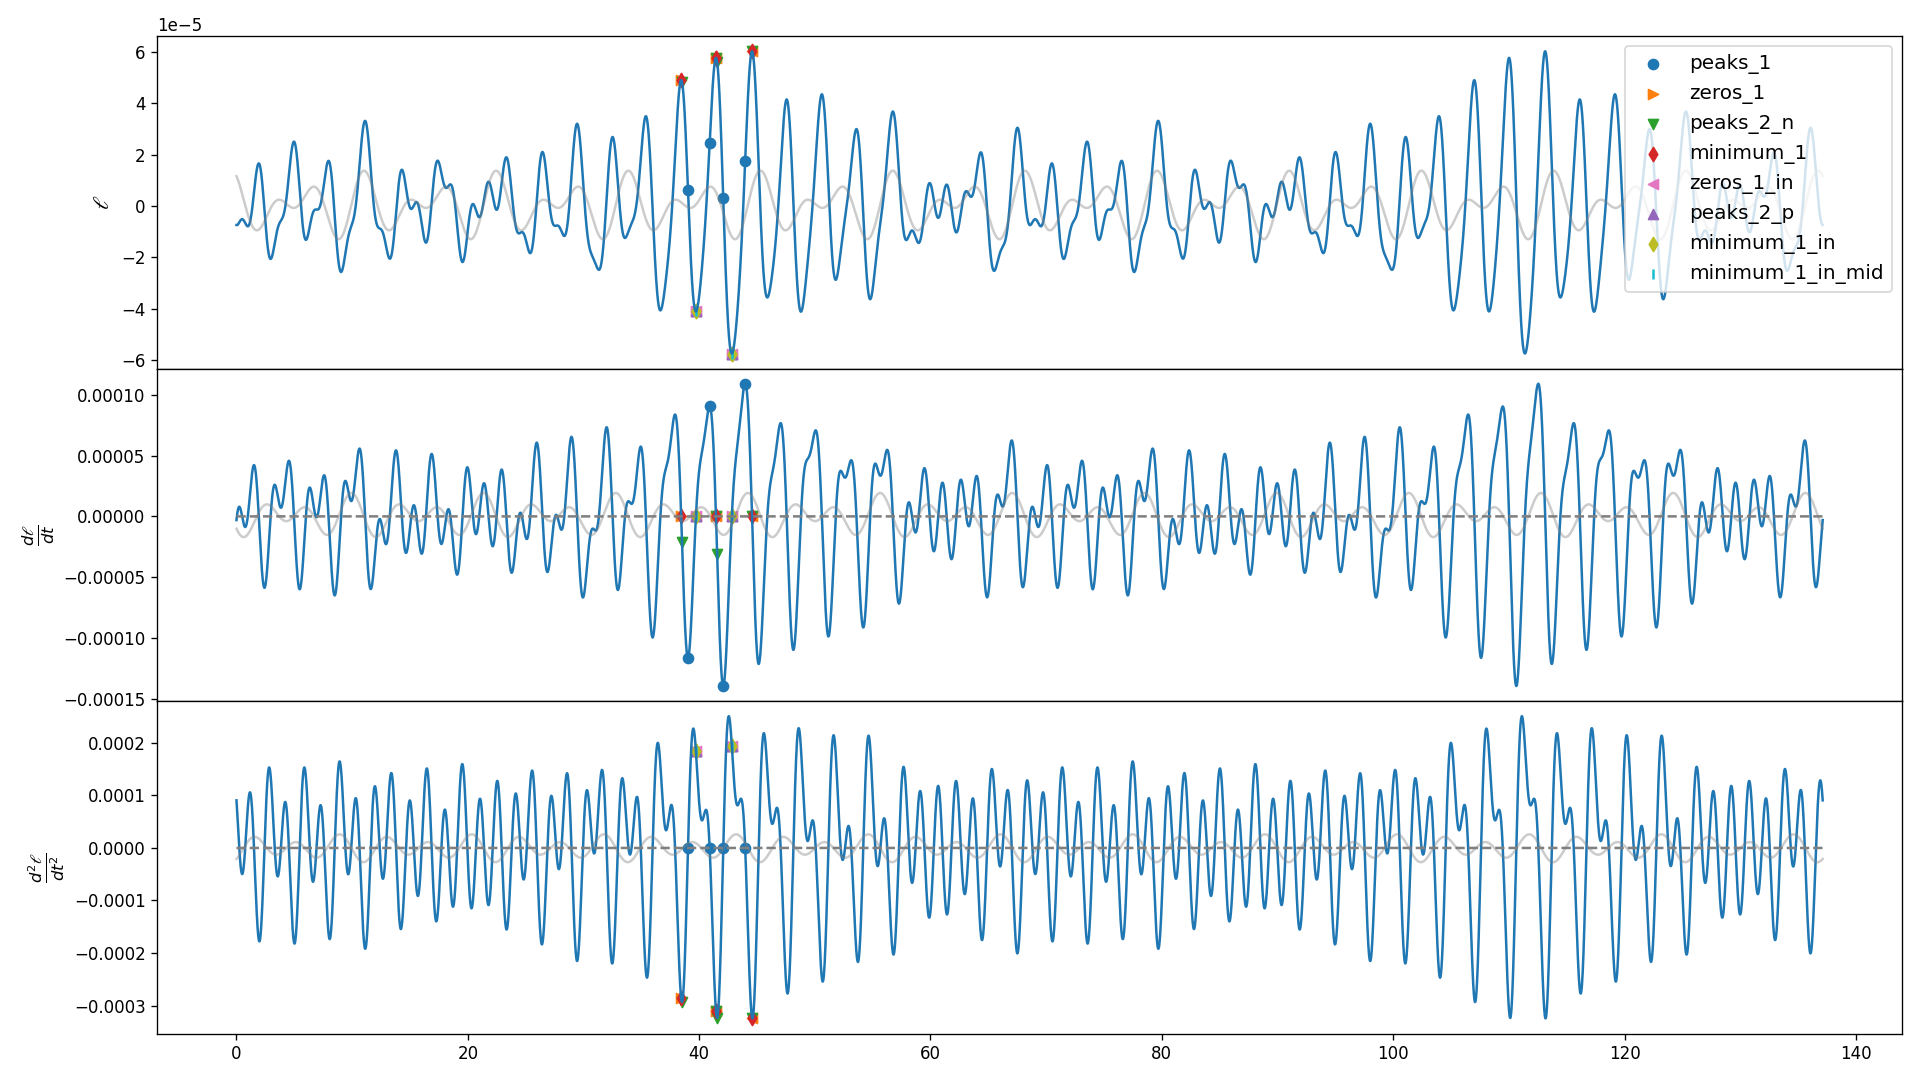 1e−5
6
4
2
0
−2
−4
−6
ℓ
peaks_1
zeros_1
peaks_2_n
minimum_1
zeros_1_in
peaks_2_p
minimum_1_in
minimum_1_in_mid
0.00010
0.00005
0.00000
−0.00005
−0.00010
−0.00015
dℓ
dt
0.0002
0.0001
0.0000
−0.0001
−0.0002
−0.0003
d²ℓ
dt²
0 20 40 60 80 100 120 140